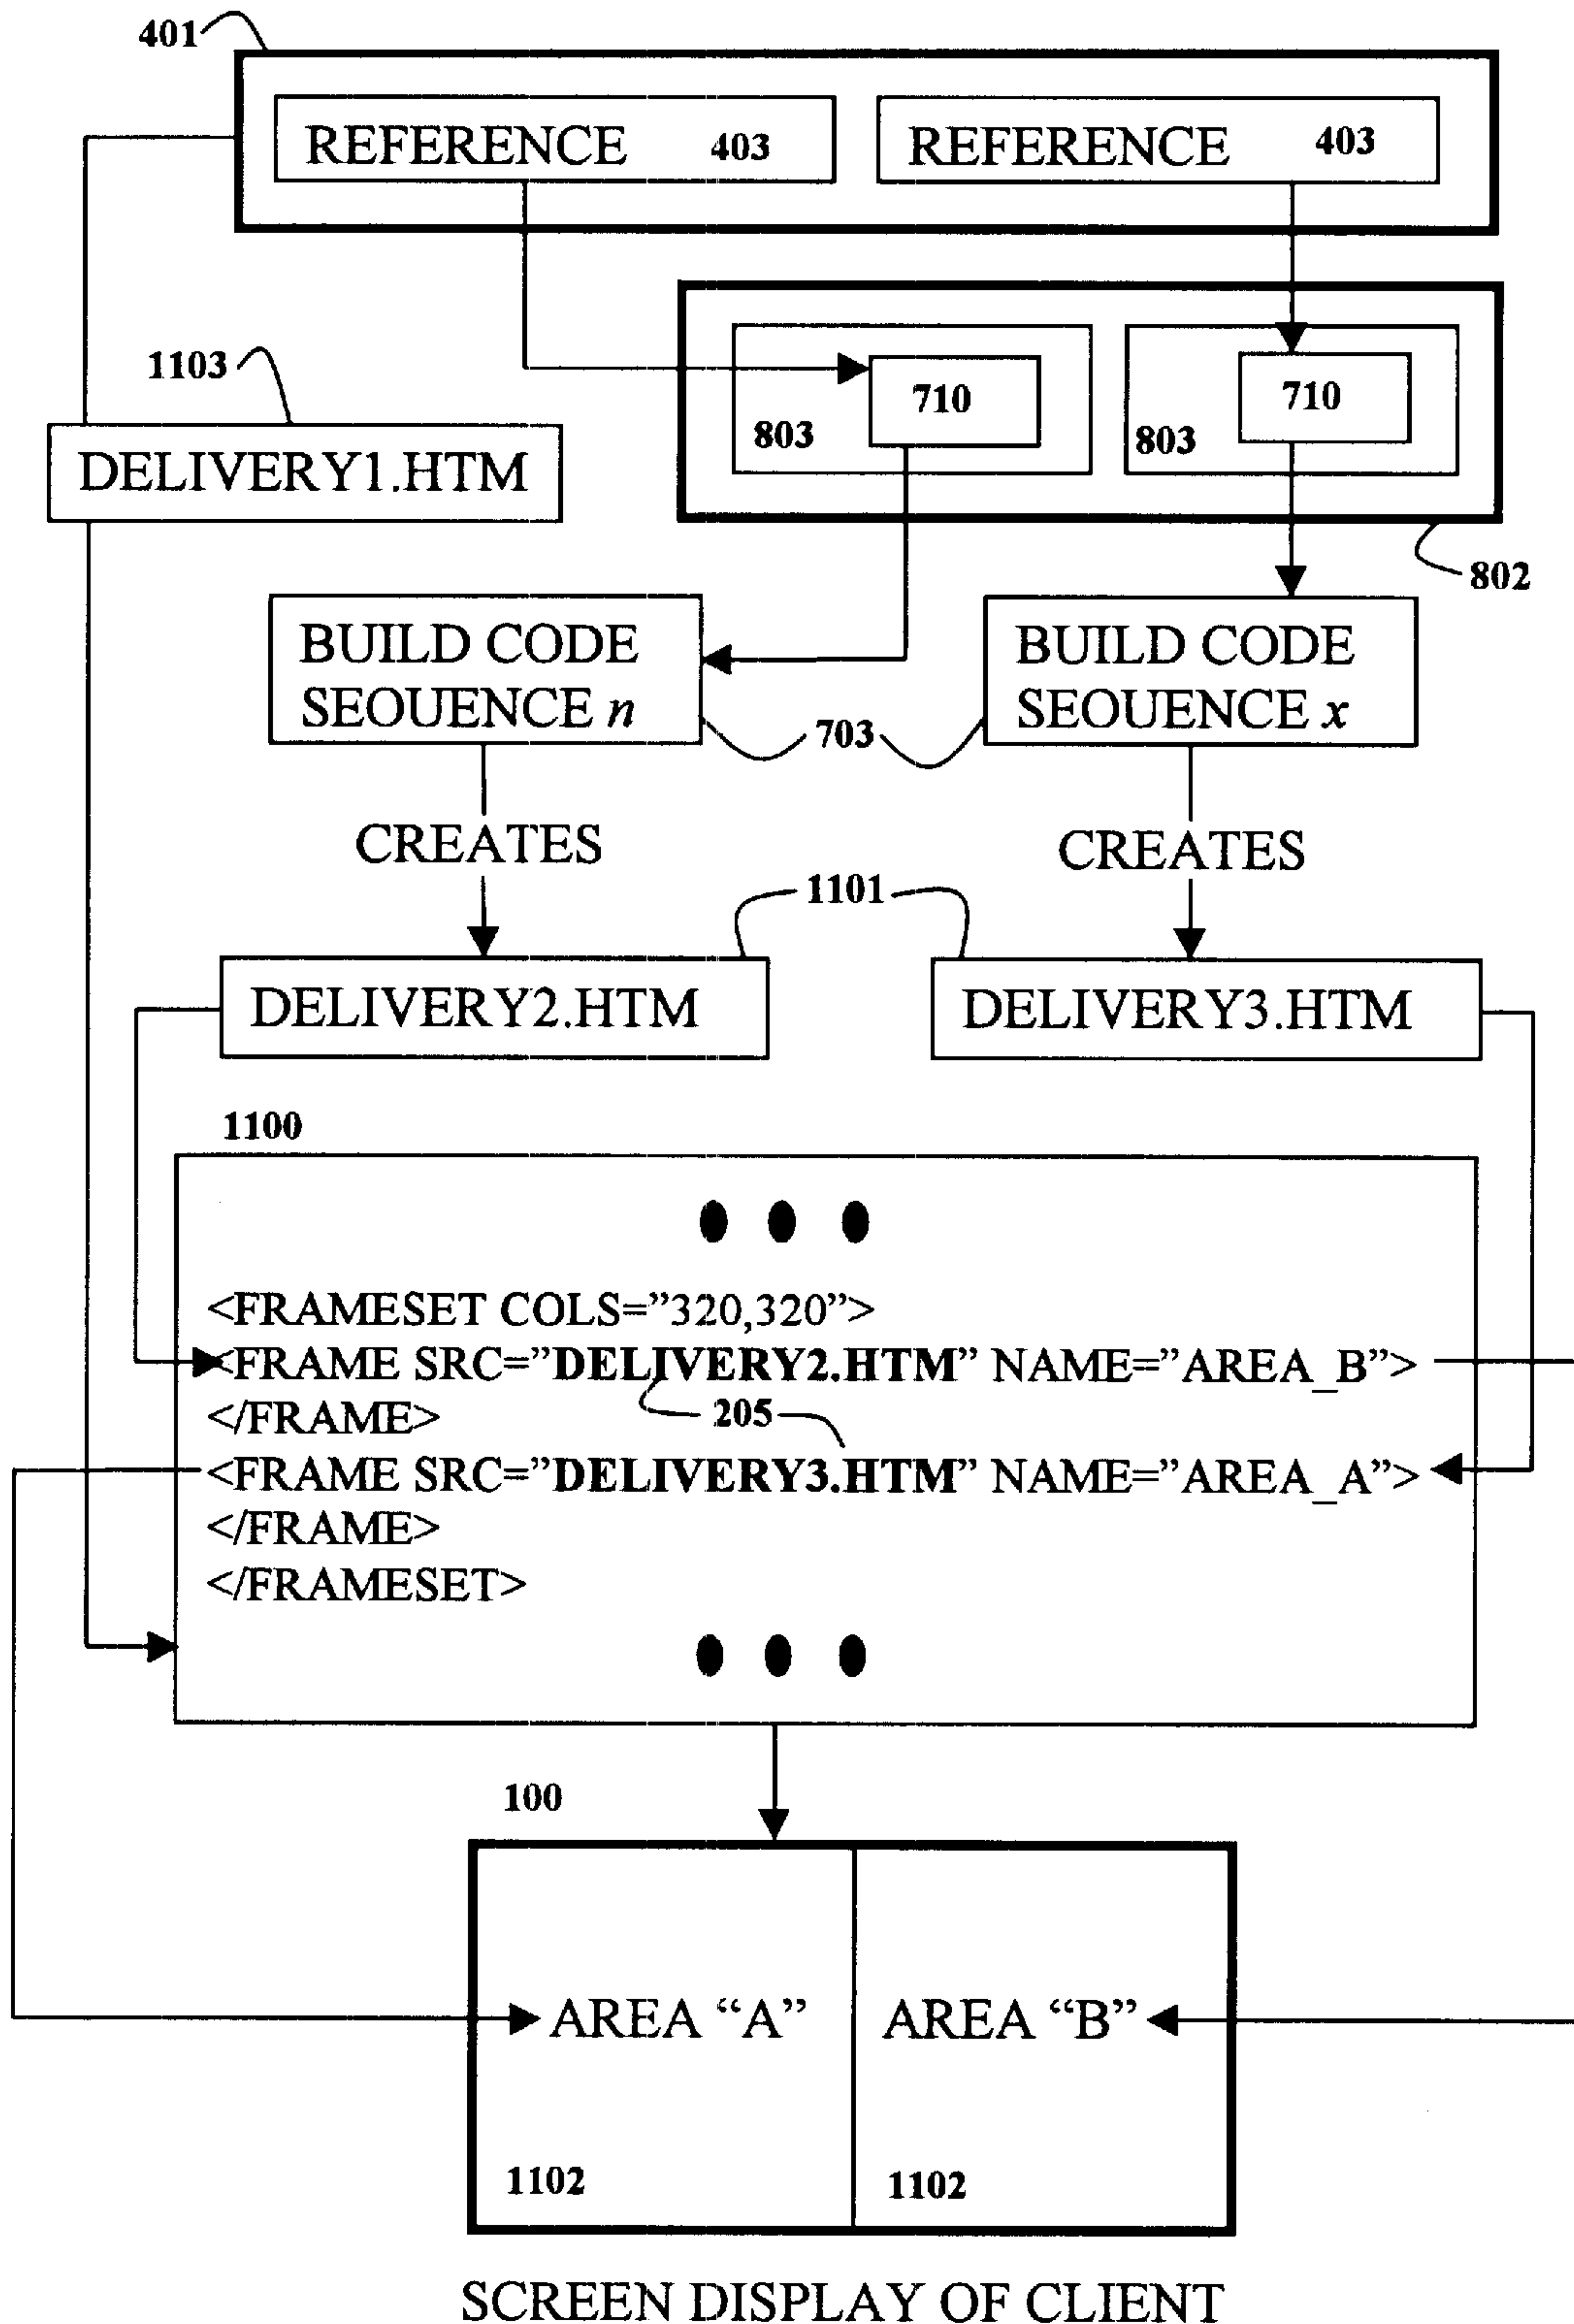 401
REFERENCE 403
REFERENCE 403
1103
DELIVERY1.HTM
710
803
710
803
802
BUILD CODE
SEOUENCE n
703
BUILD CODE
SEOUENCE x
CREATES
CREATES
1101
DELIVERY2.HTM
DELIVERY3.HTM
1100
<FRAMESET COLS=”320,320”>
<FRAME SRC=”DELIVERY2.HTM” NAME=”AREA_B”>
</FRAME>
205
<FRAME SRC=”DELIVERY3.HTM” NAME=”AREA_A”>
</FRAME>
</FRAMESET>
100
AREA “A”
AREA “B”
1102
1102
SCREEN DISPLAY OF CLIENT